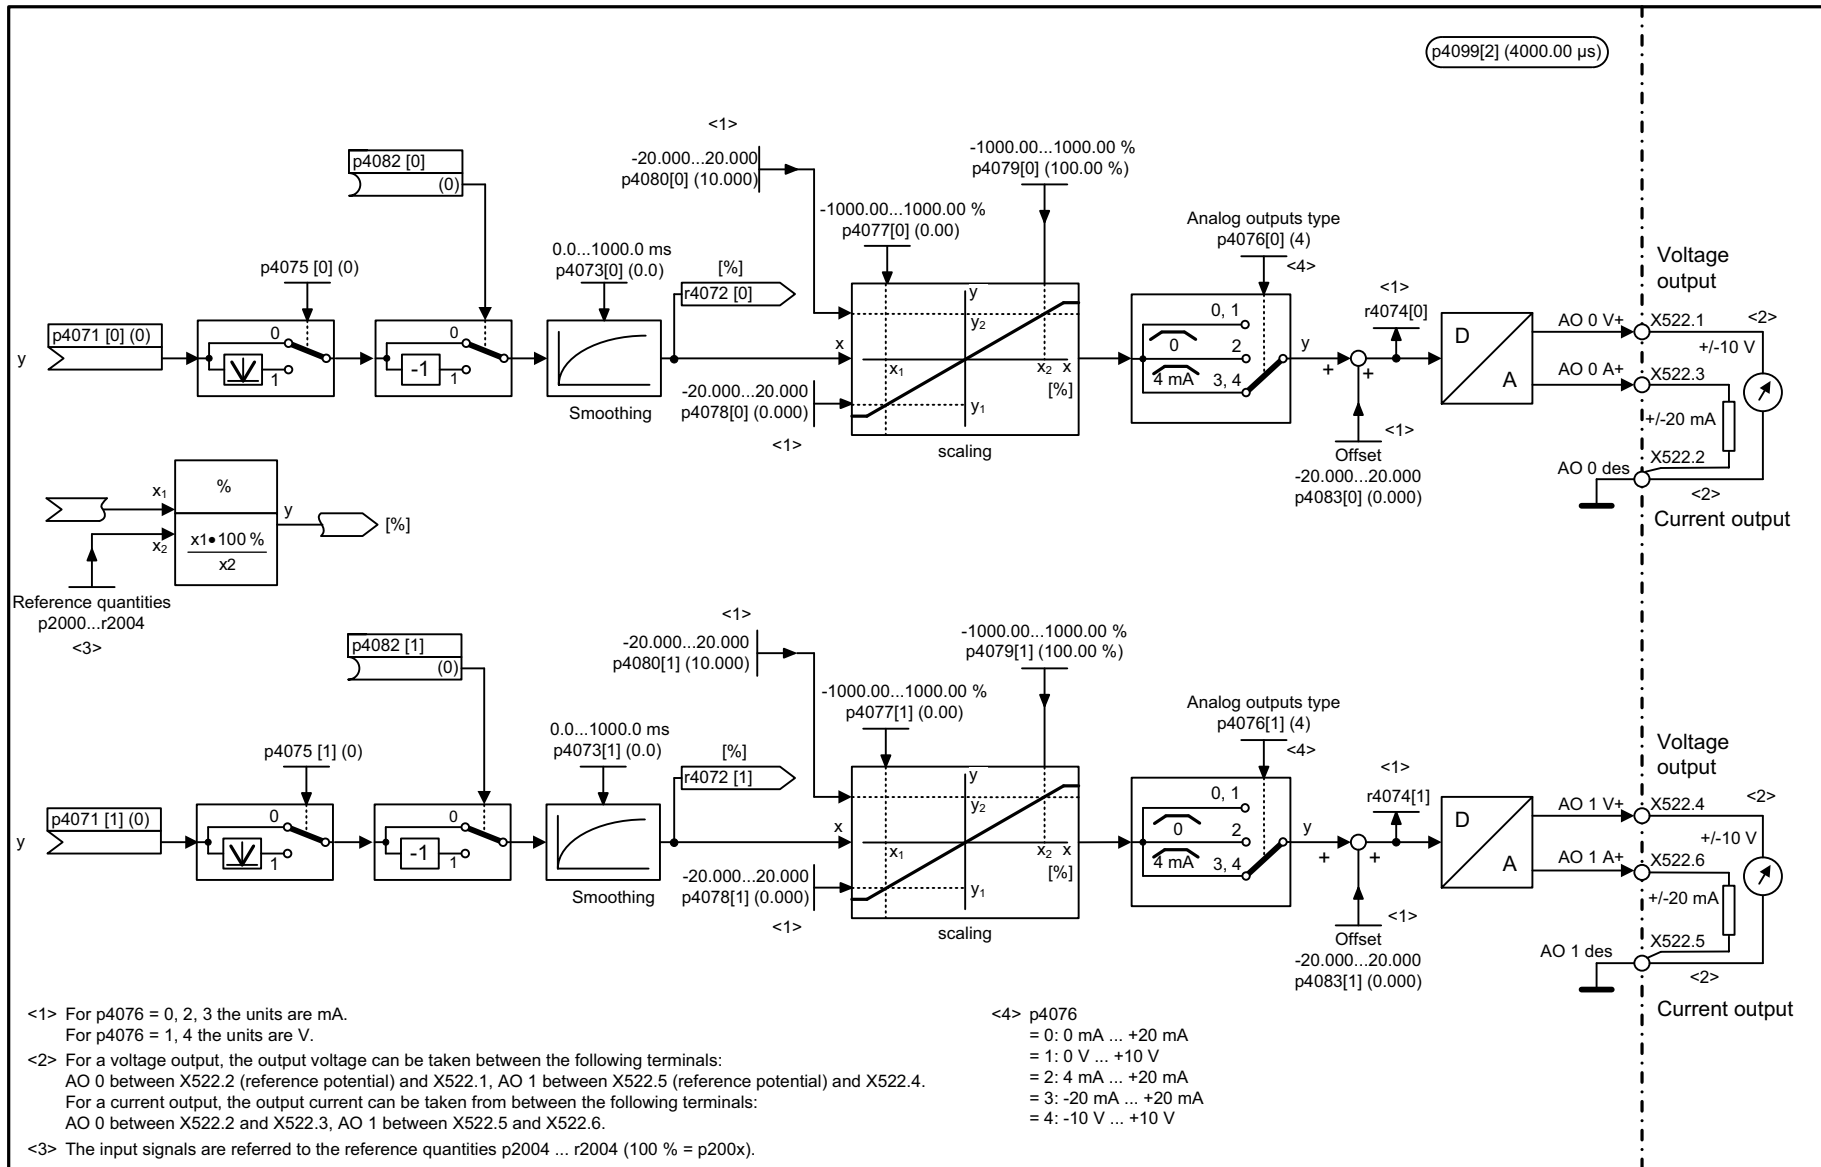 p4099[2] (4000.00 µs)
<1>
-20.000...20.000
p4080[0] (10.000)
-1000.00...1000.00 %
p4079[0] (100.00 %)
p4082 [0]
(0)
-1000.00...1000.00 %
p4077[0] (0.00)
Analog outputs type
p4076[0] (4)
<4>
0.0...1000.0 ms
p4073[0] (0.0)
[%]
r4072 [0]
p4075 [0] (0)
<1>
r4074[0]
Voltage
output
y
p4071 [0] (0)
0
1
0
-1
1
Smoothing
x
y
y2
x1
x2
x
[%]
y1
-20.000...20.000
p4078[0] (0.000)
<1>
scaling
0, 1
0
2
4 mA
3, 4
y
+
+
<1>
Offset
-20.000...20.000
p4083[0] (0.000)
D
A
AO 0 V+
X522.1
<2>
+/-10 V
AO 0 A+
X522.3
+/-20 mA
AO 0 des
X522.2
<2>
Current output
x1
x2
%
x1•100 %
x2
y
[%]
Reference quantities
p2000...r2004
<3>
<1>
-20.000...20.000
p4080[1] (10.000)
-1000.00...1000.00 %
p4079[1] (100.00 %)
p4082 [1]
(0)
-1000.00...1000.00 %
p4077[1] (0.00)
Analog outputs type
p4076[1] (4)
<4>
0.0...1000.0 ms
p4073[1] (0.0)
[%]
r4072 [1]
p4075 [1] (0)
<1>
r4074[1]
Voltage
output
y
p4071 [1] (0)
0
1
0
-1
1
Smoothing
x
y
y2
x1
x2
x
[%]
y1
-20.000...20.000
p4078[1] (0.000)
<1>
scaling
0, 1
0
2
4 mA
3, 4
y
+
+
<1>
Offset
-20.000...20.000
p4083[1] (0.000)
D
A
AO 1 V+
X522.4
<2>
+/-10 V
AO 1 A+
X522.6
+/-20 mA
AO 1 des
X522.5
<2>
Current output
<1> For p4076 = 0, 2, 3 the units are mA.
For p4076 = 1, 4 the units are V.
<2> For a voltage output, the output voltage can be taken between the following terminals:
AO 0 between X522.2 (reference potential) and X522.1, AO 1 between X522.5 (reference potential) and X522.4.
For a current output, the output current can be taken from between the following terminals:
AO 0 between X522.2 and X522.3, AO 1 between X522.5 and X522.6.
<3> The input signals are referred to the reference quantities p2004 ... r2004 (100 % = p200x).
<4> p4076
= 0: 0 mA ... +20 mA
= 1: 0 V ... +10 V
= 2: 4 mA ... +20 mA
= 3: -20 mA ... +20 mA
= 4: -10 V ... +10 V